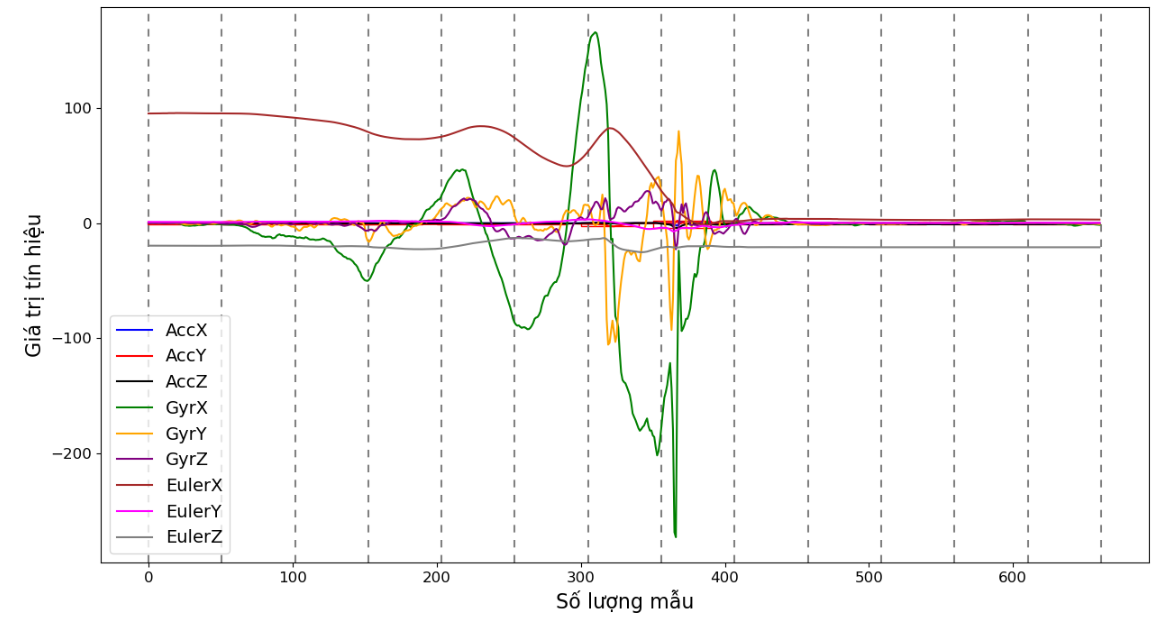 Giá trị tín hiệu
100
0
−100
−200
AccX
AccY
AccZ
GyrX
GyrY
GyrZ
EulerX
EulerY
EulerZ
0 100 200 300 400 500 600
Số lượng mẫu